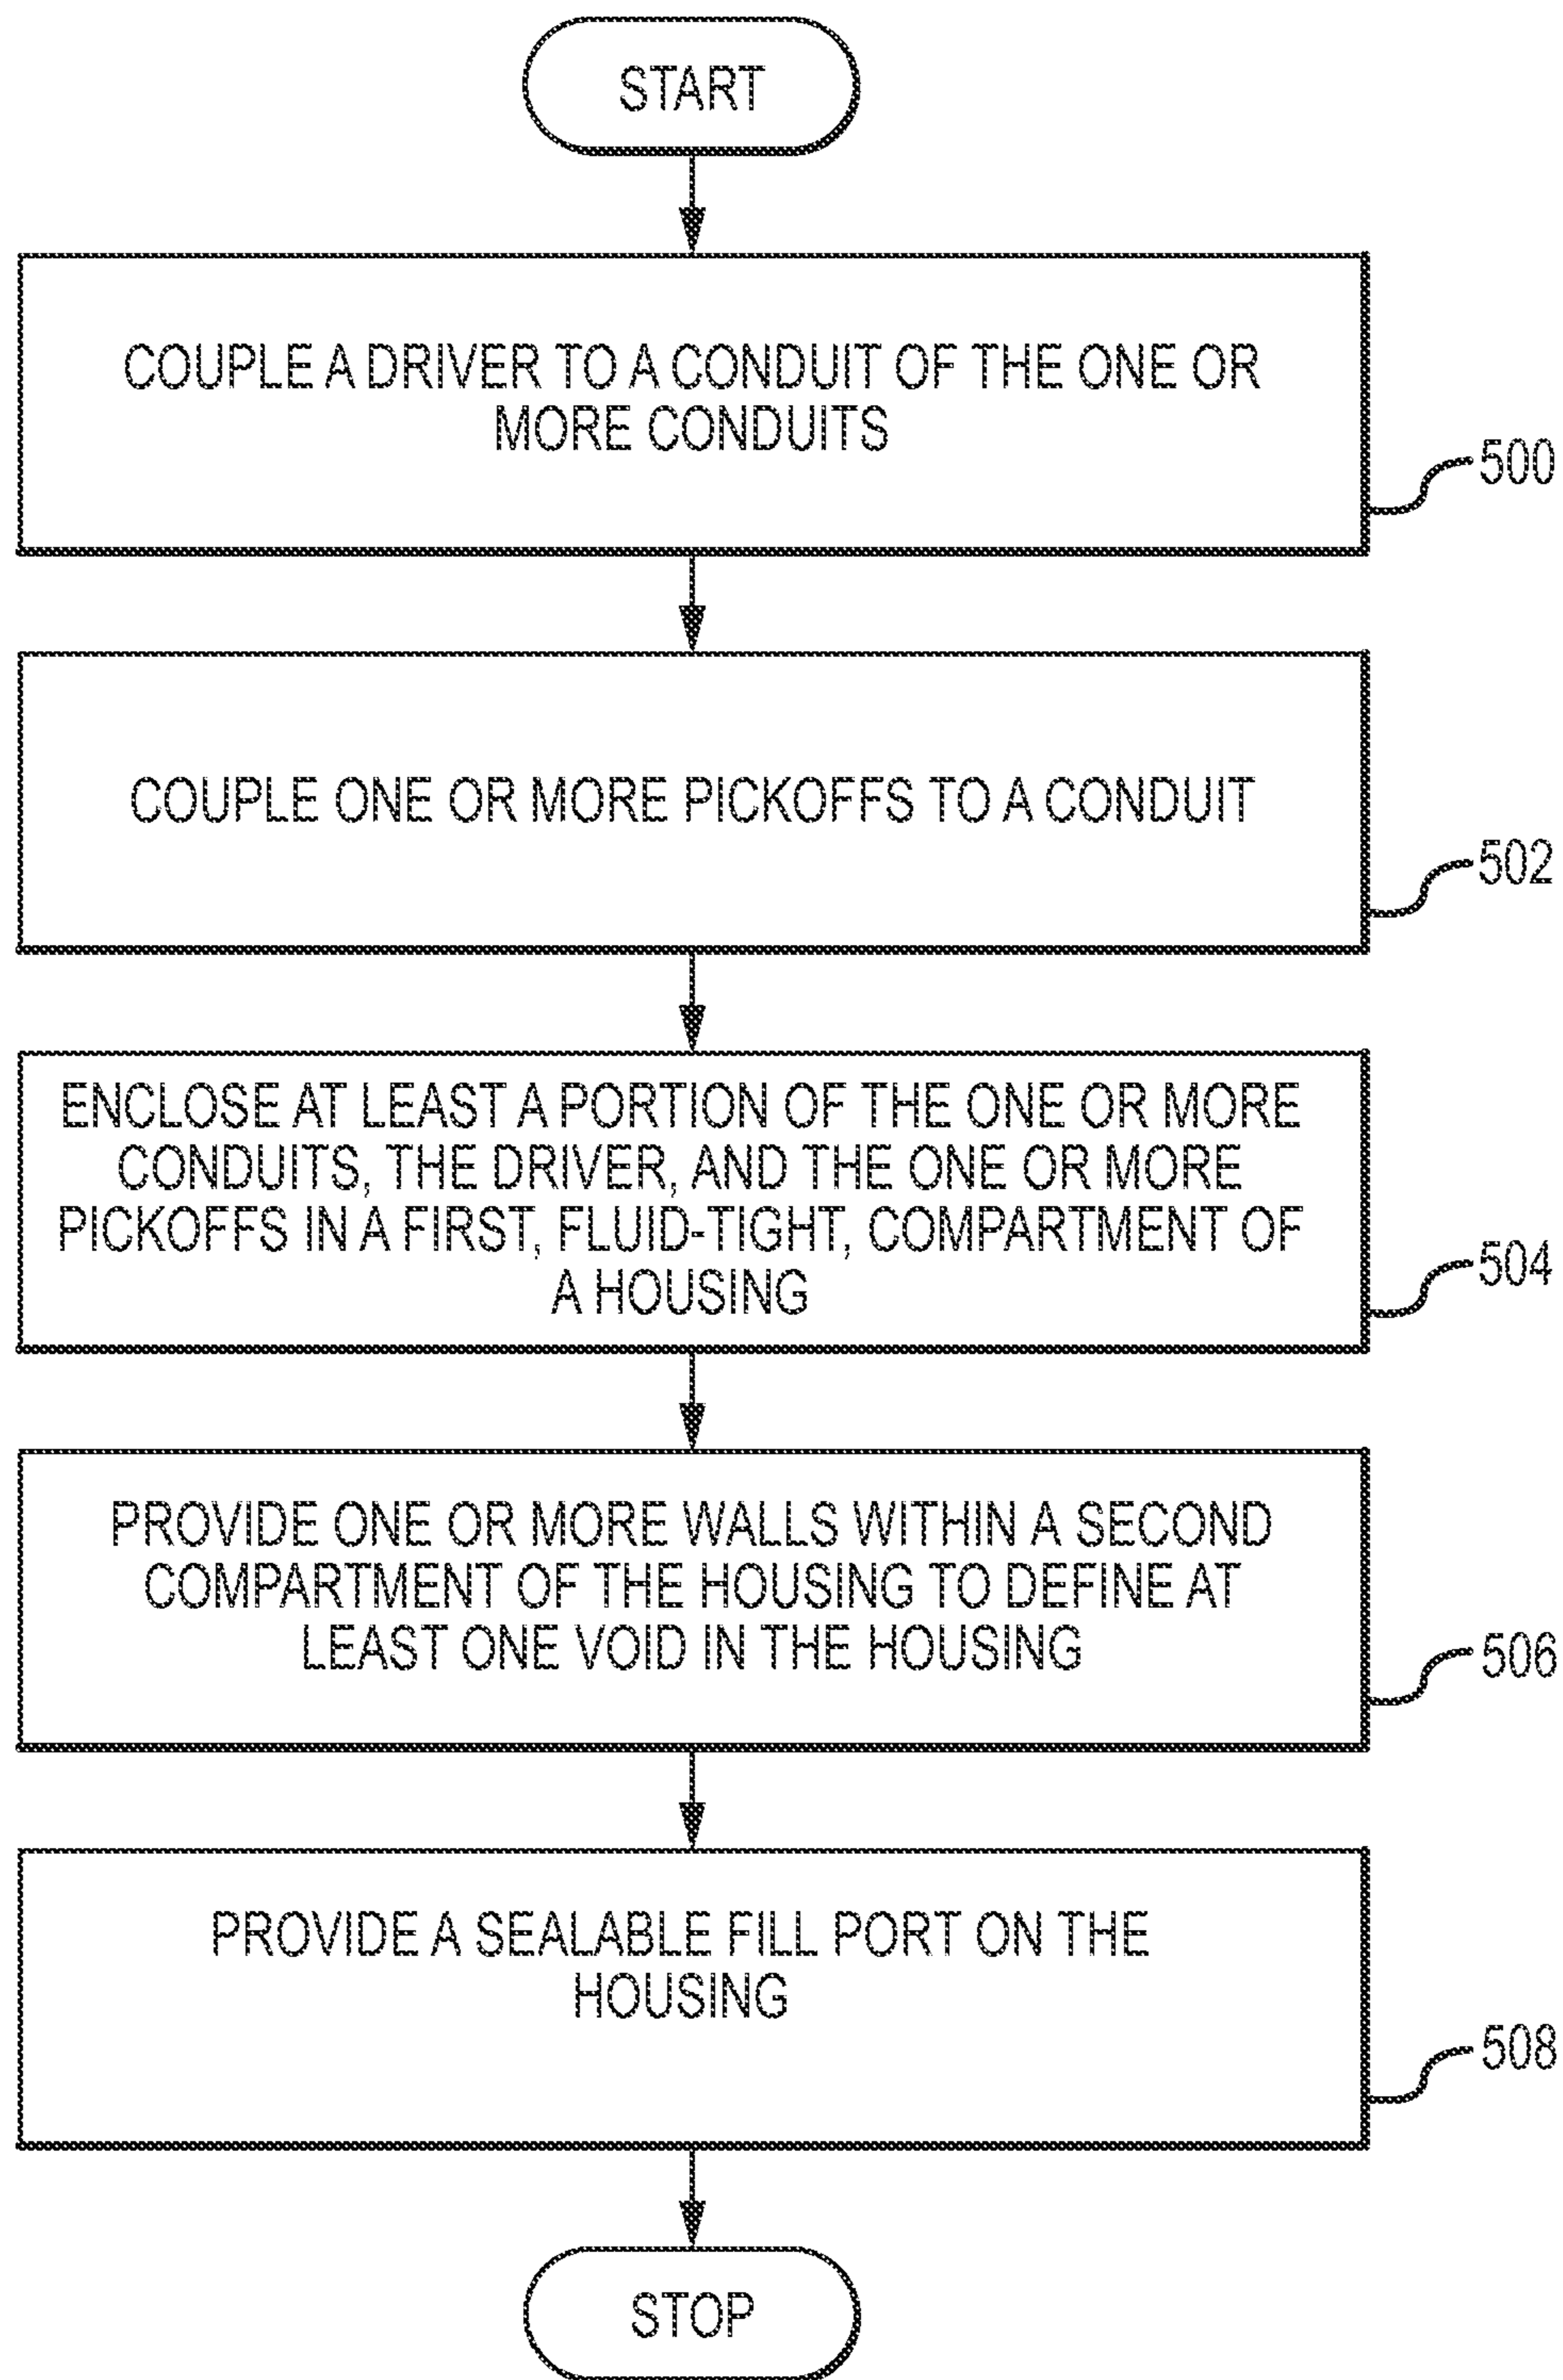 START
COUPLE A DRIVER TO A CONDUIT OF THE ONE OR
MORE CONDUITS
500
COUPLE ONE OR MORE PICKOFFS TO A CONDUIT
502
ENCLOSE AT LEAST A PORTION OF THE ONE OR MORE
CONDUITS, THE DRIVER, AND THE ONE OR MORE
PICKOFFS IN A FIRST, FLUID-TIGHT, COMPARTMENT OF
A HOUSING
504
PROVIDE ONE OR MORE WALLS WITHIN A SECOND
COMPARTMENT OF THE HOUSING TO DEFINE AT
LEAST ONE VOID IN THE HOUSING
506
PROVIDE A SEALABLE FILL PORT ON THE
HOUSING
508
STOP